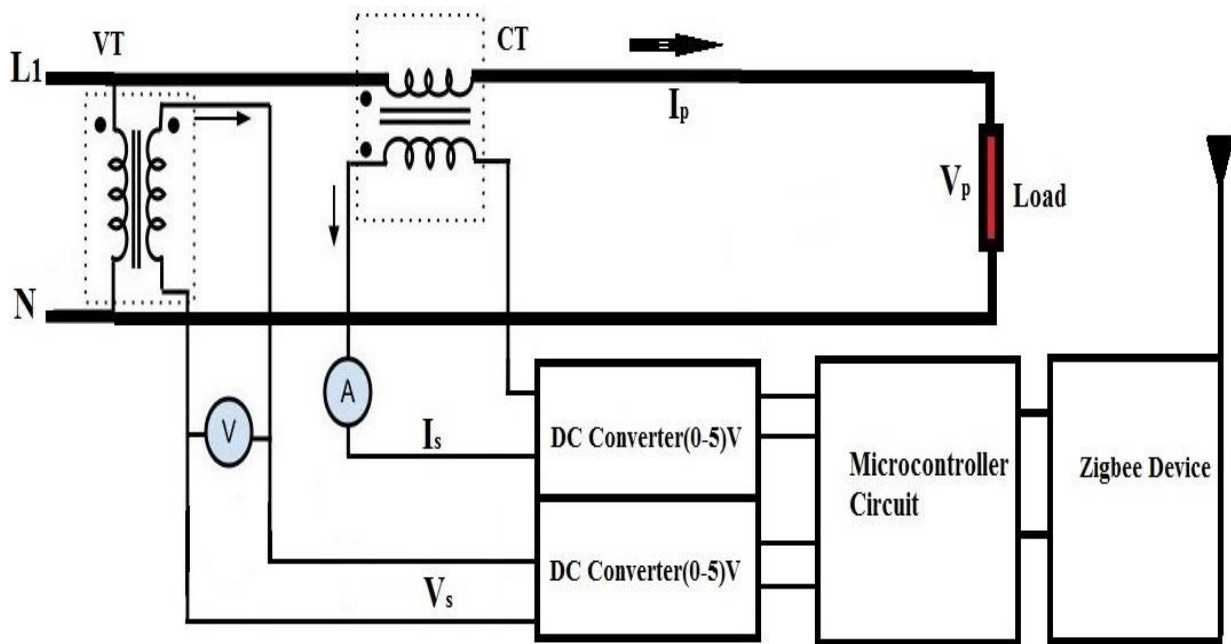 VT
CT
L1
Ip
Vp
Load
N
A
V
Is
DC Converter(0-5)V
Microcontroller
Circuit
Zigbee Device
DC Converter(0-5)V
Vs